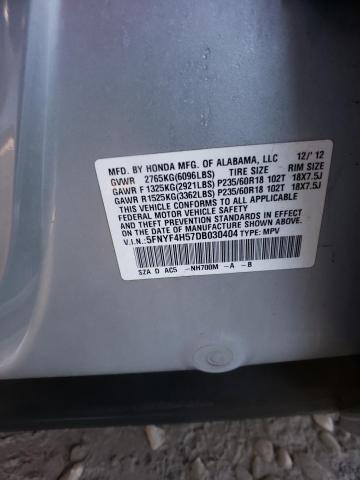 MFD. BY HONDA MFG. OF ALABAMA, LLC 12/'12
GVWR 2765KG(6096LBS) TIRE SIZE RIM SIZE
GAWR F 1325KG(2921LBS) P235/60R18 102T 18X7.5J
GAWR R1525KG(3362LBS) P235/60R18 102T 18X7.5J
THIS VEHICLE CONFORMS TO ALL APPLICABLE
FEDERAL MOTOR VEHICLE SAFETY
AND THEFT PREVENTION STANDARDS IN EFFECT
ON THE DATE OF MANUFACTURE SHOWN ABOVE.
V.I.N.:5FNYF4H57DB030404 TYPE: MPV
SZA D AC5 -NH700M -A -B